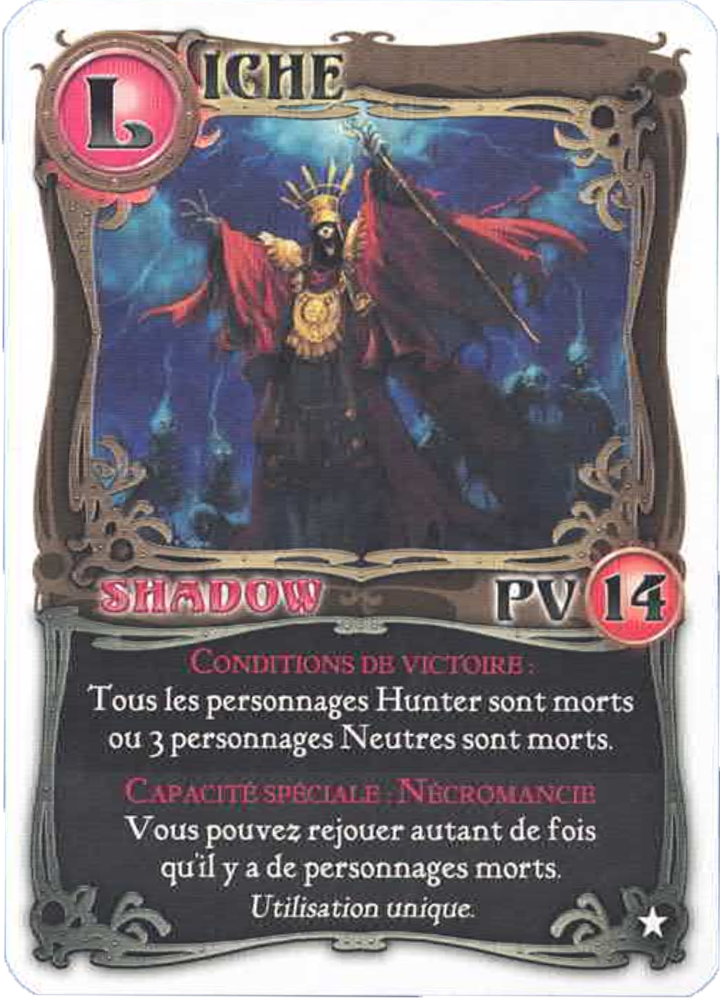 LICHE
SHADOW PV 14
CONDITIONS DE VICTOIRE :
Tous les personnages Hunter sont morts
ou 3 personnages Neutres sont morts.
CAPACITÉ SPÉCIALE : NÉCROMANCIE
Vous pouvez rejouer autant de fois
qu'il y a de personnages morts.
Utilisation unique.